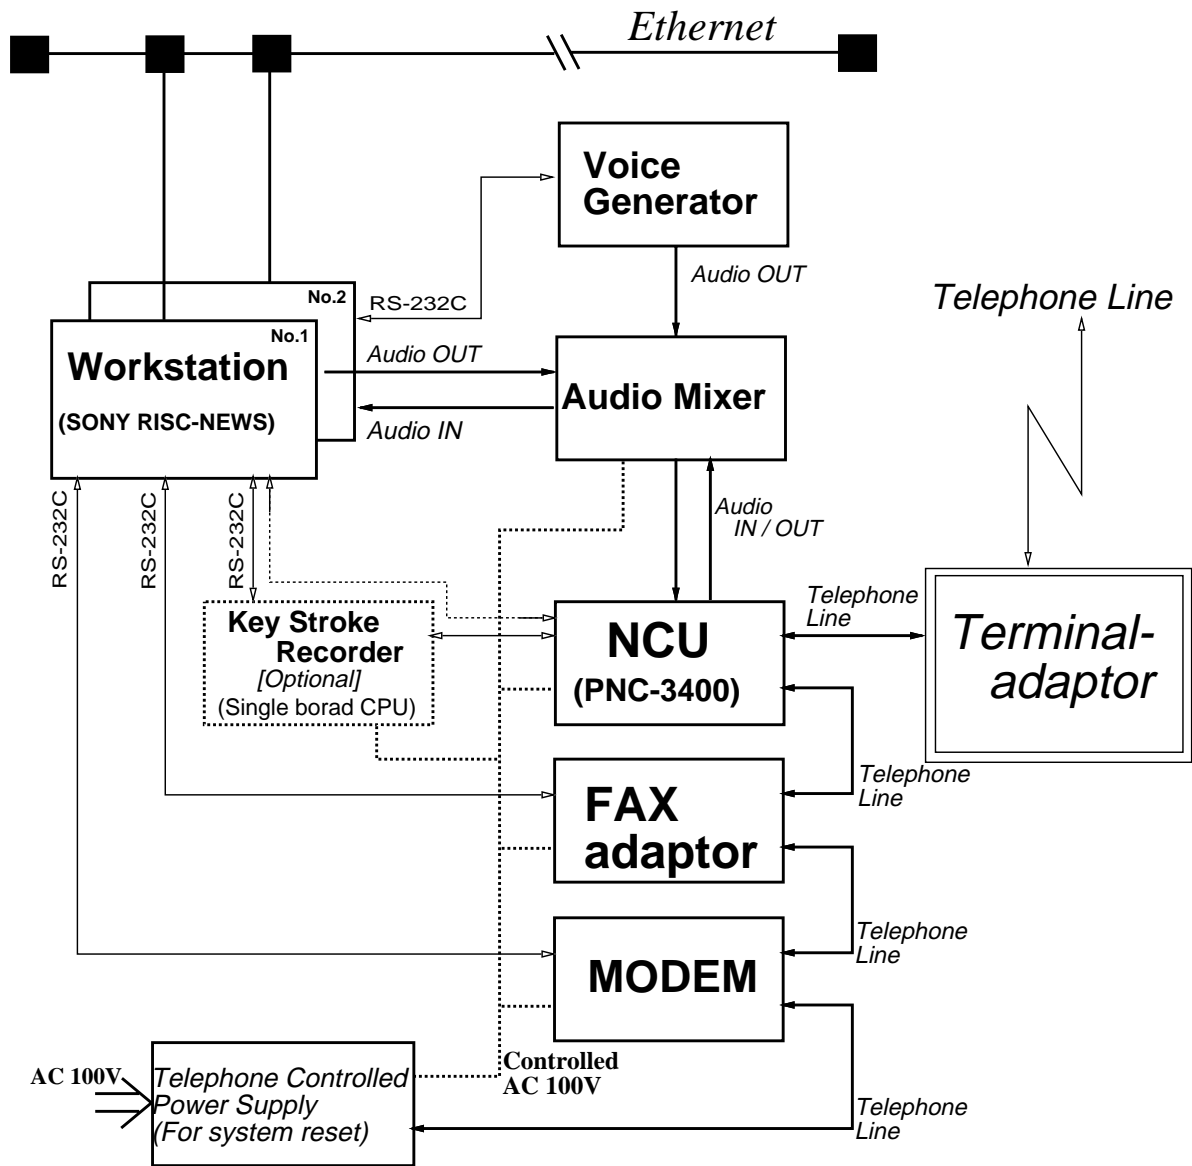 Ethernet
Voice
Generator
Audio OUT
Telephone Line
No.2
RS-232C
No.1
Workstation
(SONY RISC-NEWS)
Audio OUT
Audio IN
Audio Mixer
RS-232C
RS-232C
RS-232C
Audio
IN / OUT
Key Stroke
Recorder
[Optional]
(Single borad CPU)
NCU
(PNC-3400)
Telephone
Line
Terminal-
adaptor
Telephone
Line
FAX
adaptor
Telephone
Line
MODEM
Controlled
AC 100V
AC 100V
Telephone Controlled
Power Supply
(For system reset)
Telephone
Line